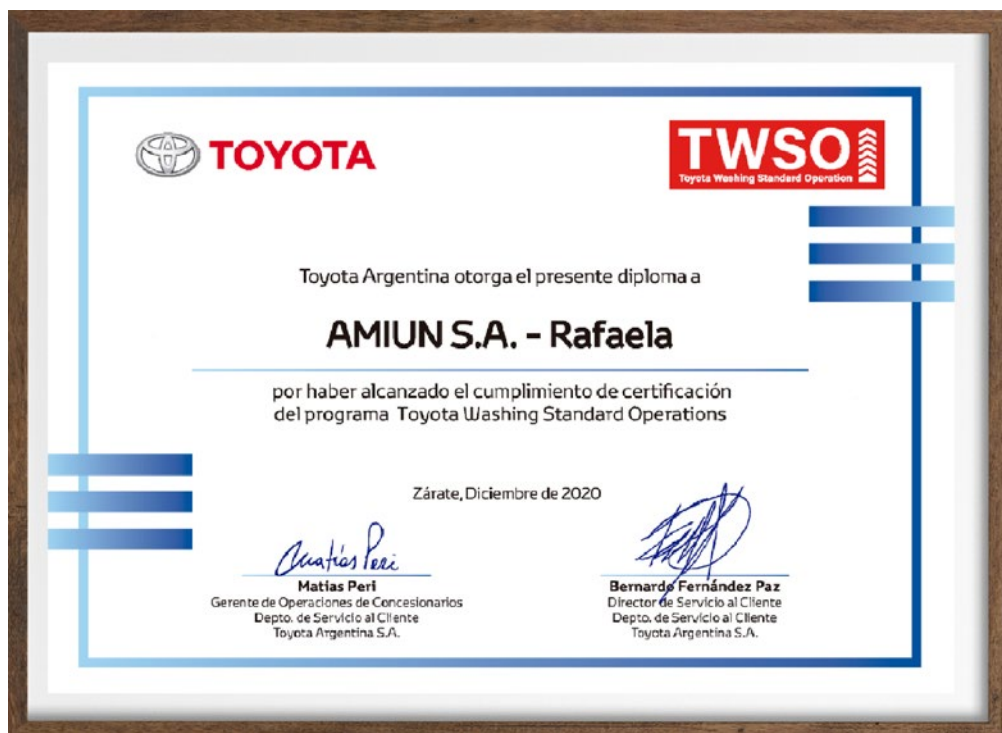 TOYOTA
TWSO
Toyota Washing Standard Operation
Toyota Argentina otorga el presente diploma a
AMIUN S.A. - Rafaela
por haber alcanzado el cumplimiento de certificación
del programa Toyota Washing Standard Operations
Zárate, Diciembre de 2020
Matías Peri
Matias Peri
Gerente de Operaciones de Concesionarios
Depto. de Servicio al Cliente
Toyota Argentina S.A.
Bernardo Fernández Paz
Director de Servicio al Cliente
Depto. de Servicio al Cliente
Toyota Argentina S.A.